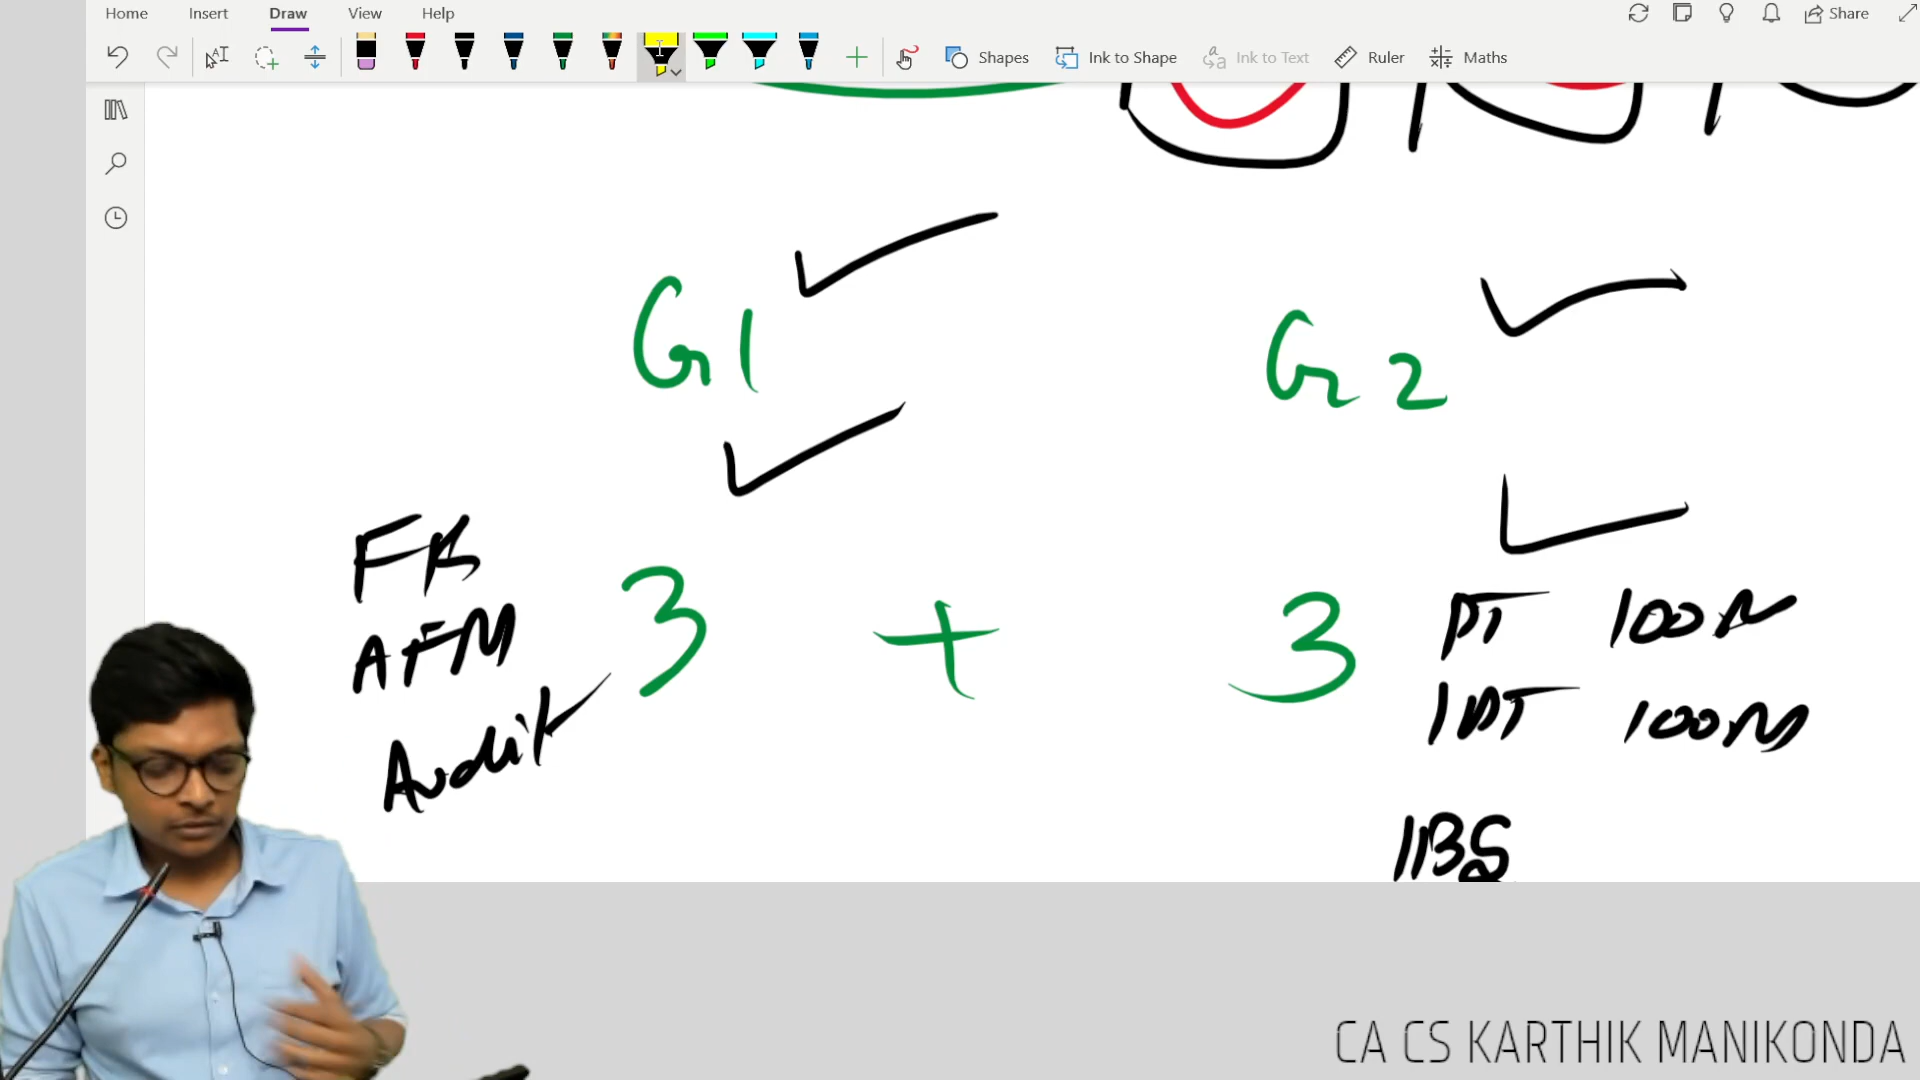 Home Insert Draw View Help Share
Shapes Ink to Shape Ink to Text Ruler Maths
G1 G2
FR
AFM
Audit
3 + 3
DT 100M
IDT 100M
IBS
CA CS KARTHIK MANIKONDA